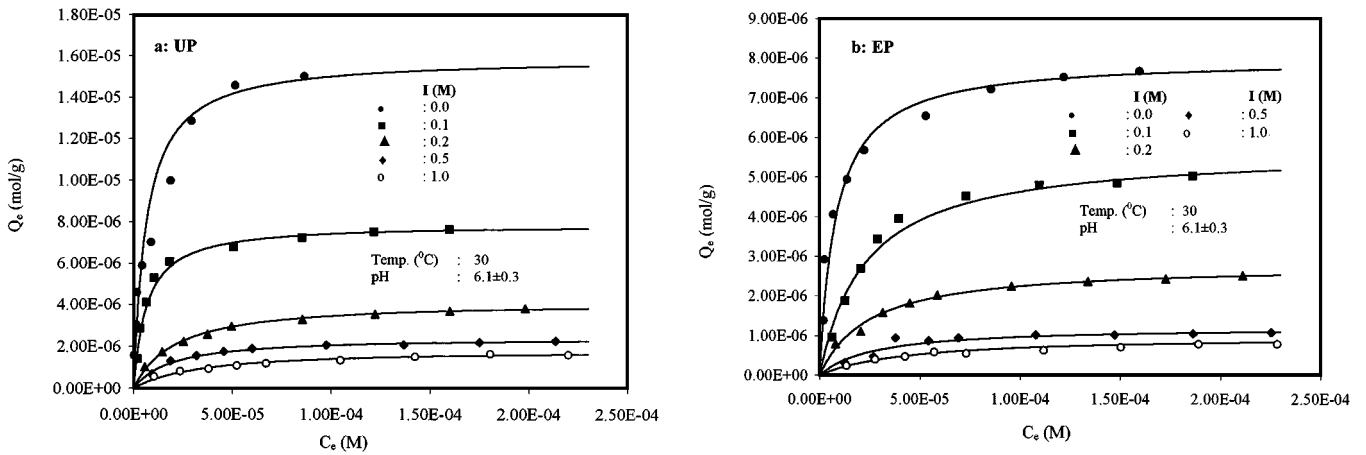 a: UP
Q_e (mol/g)
1.80E-05
1.60E-05
1.40E-05
1.20E-05
1.00E-05
8.00E-06
6.00E-06
4.00E-06
2.00E-06
0.00E+00
I (M)
: 0.0
: 0.1
: 0.2
: 0.5
: 1.0
Temp. (⁰C) : 30
pH : 6.1±0.3
0.00E+00 5.00E-05 1.00E-04 1.50E-04 2.00E-04 2.50E-04
C_e (M)
b: EP
Q_e (mol/g)
9.00E-06
8.00E-06
7.00E-06
6.00E-06
5.00E-06
4.00E-06
3.00E-06
2.00E-06
1.00E-06
0.00E+00
I (M) I (M)
: 0.0 : 0.5
: 0.1 : 1.0
: 0.2
Temp. (⁰C) : 30
pH : 6.1±0.3
0.00E+00 5.00E-05 1.00E-04 1.50E-04 2.00E-04 2.50E-04
C_e (M)